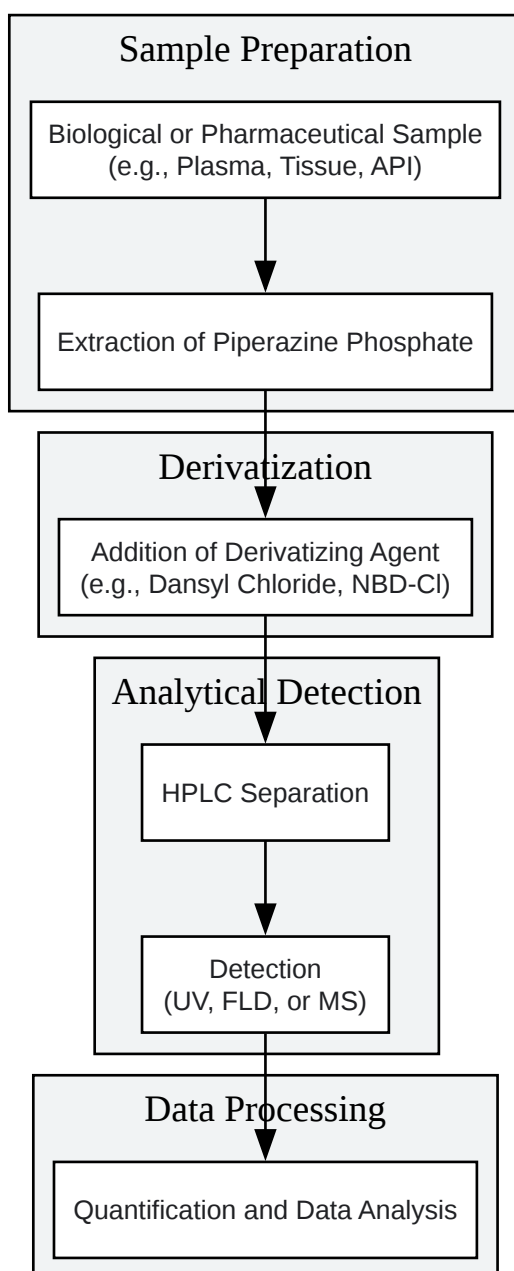 Sample Preparation
Biological or Pharmaceutical Sample
(e.g., Plasma, Tissue, API)
Extraction of Piperazine Phosphate
Derivatization
Addition of Derivatizing Agent
(e.g., Dansyl Chloride, NBD-Cl)
Analytical Detection
HPLC Separation
Detection
(UV, FLD, or MS)
Data Processing
Quantification and Data Analysis